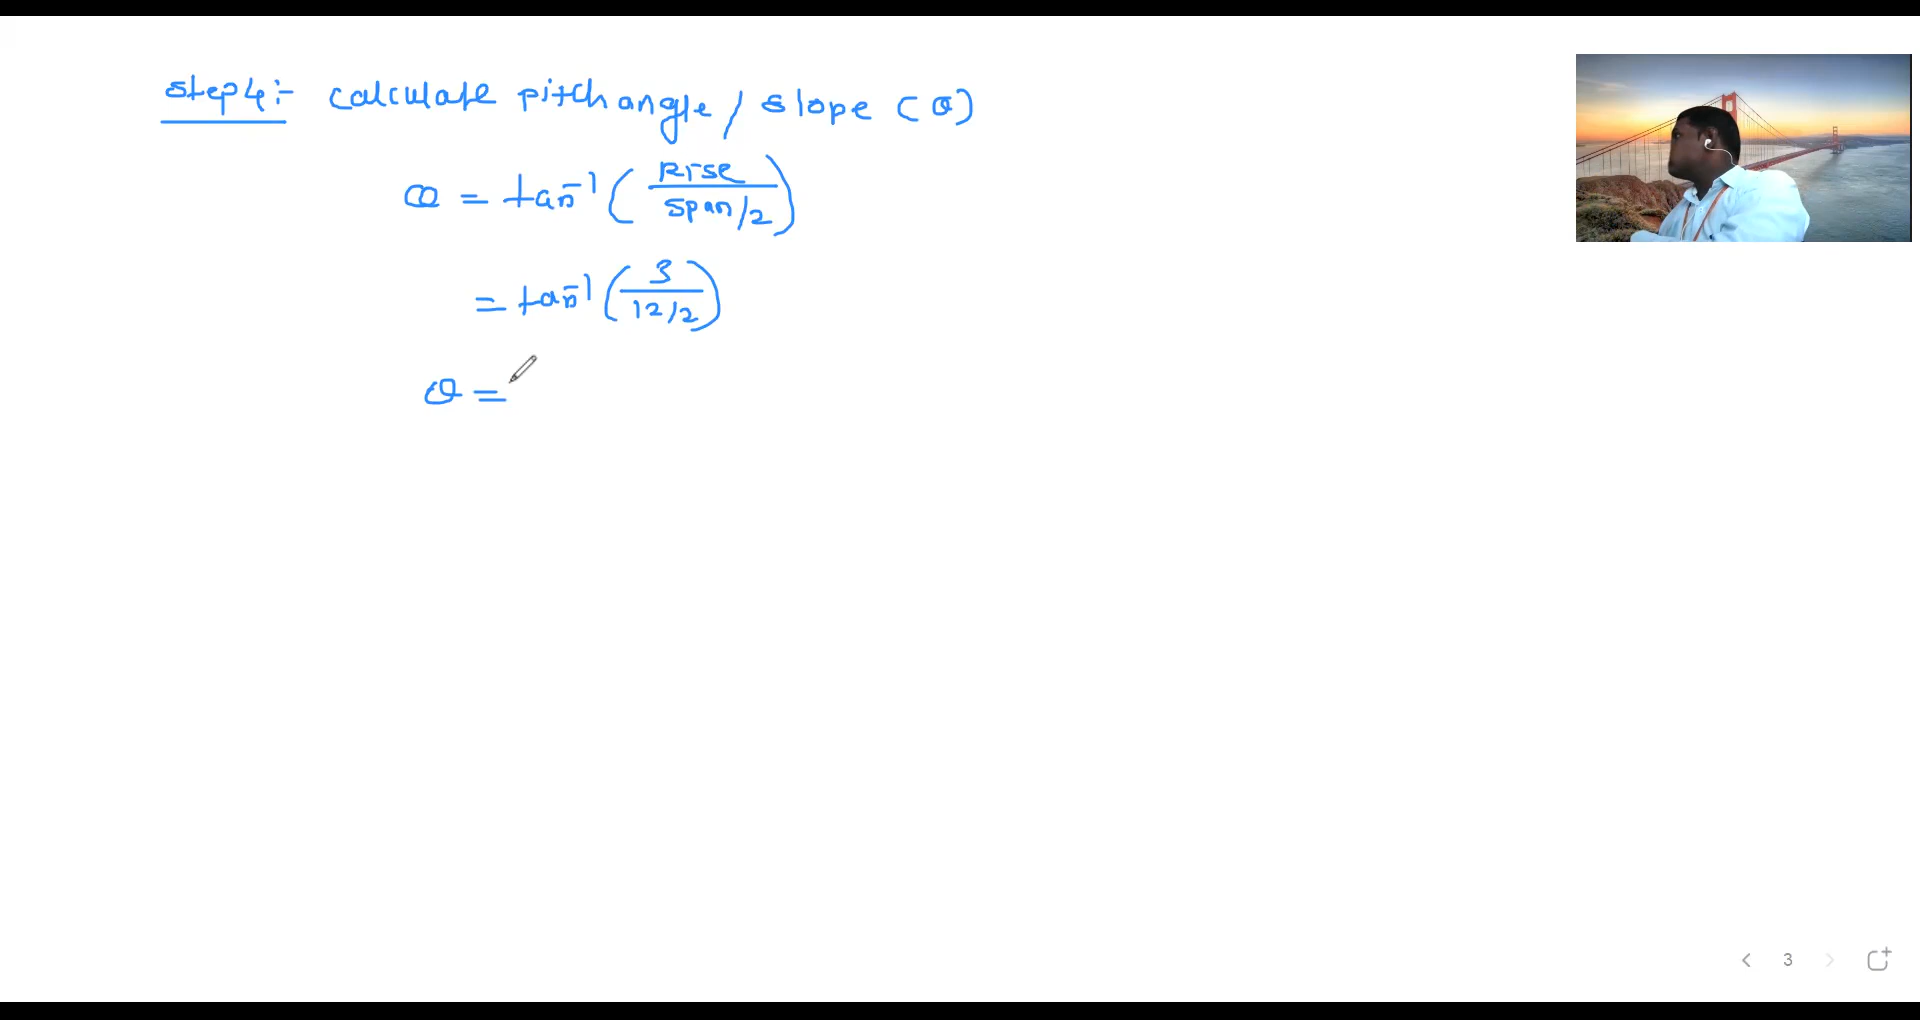 Step4:- calculate pitch angle / slope (θ)
θ = tan⁻¹ ( Rise / span/2 )
= tan⁻¹ ( 3 / 12/2 )
θ =
3